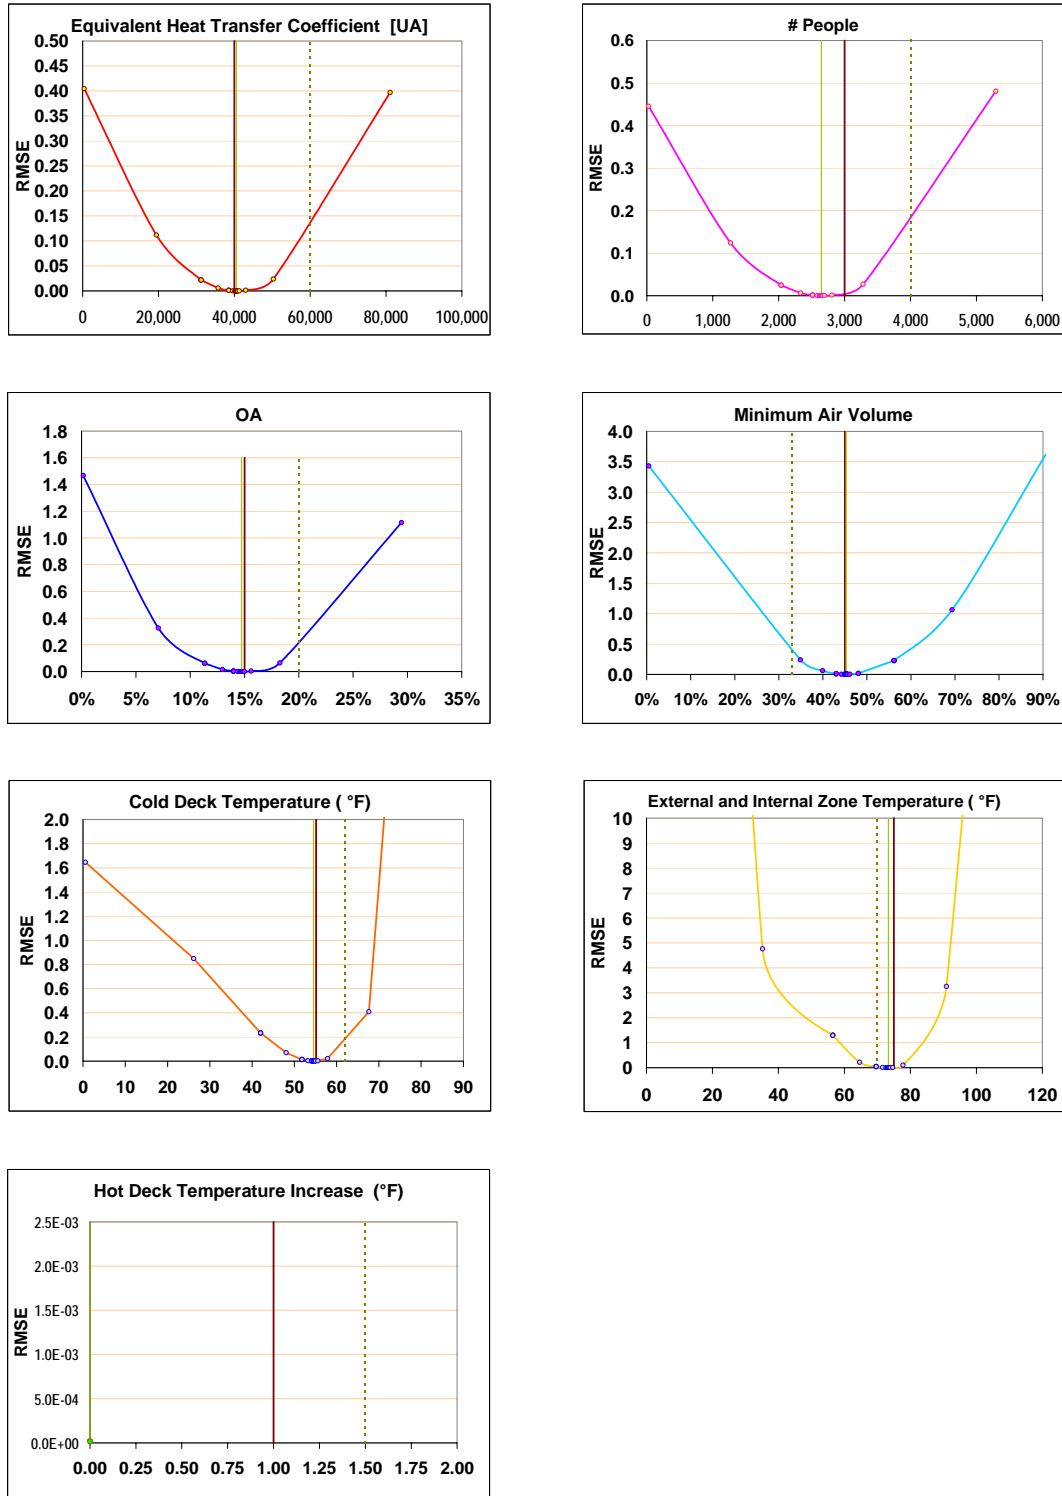 Equivalent Heat Transfer Coefficient [UA]
0.50
0.45
0.40
0.35
0.30
0.25
0.20
0.15
0.10
0.05
0.00
RMSE
0 20,000 40,000 60,000 80,000 100,000
# People
0.6
0.5
0.4
0.3
0.2
0.1
0.0
RMSE
0 1,000 2,000 3,000 4,000 5,000 6,000
OA
1.8
1.6
1.4
1.2
1.0
0.8
0.6
0.4
0.2
0.0
RMSE
0% 5% 10% 15% 20% 25% 30% 35%
Minimum Air Volume
4.0
3.5
3.0
2.5
2.0
1.5
1.0
0.5
0.0
RMSE
0% 10% 20% 30% 40% 50% 60% 70% 80% 90%
Cold Deck Temperature ( °F)
2.0
1.8
1.6
1.4
1.2
1.0
0.8
0.6
0.4
0.2
0.0
RMSE
0 10 20 30 40 50 60 70 80 90
External and Internal Zone Temperature ( °F)
10
9
8
7
6
5
4
3
2
1
0
RMSE
0 20 40 60 80 100 120
Hot Deck Temperature Increase (°F)
2.5E-03
2.0E-03
1.5E-03
1.0E-03
5.0E-04
0.0E+00
RMSE
0.00 0.25 0.50 0.75 1.00 1.25 1.50 1.75 2.00